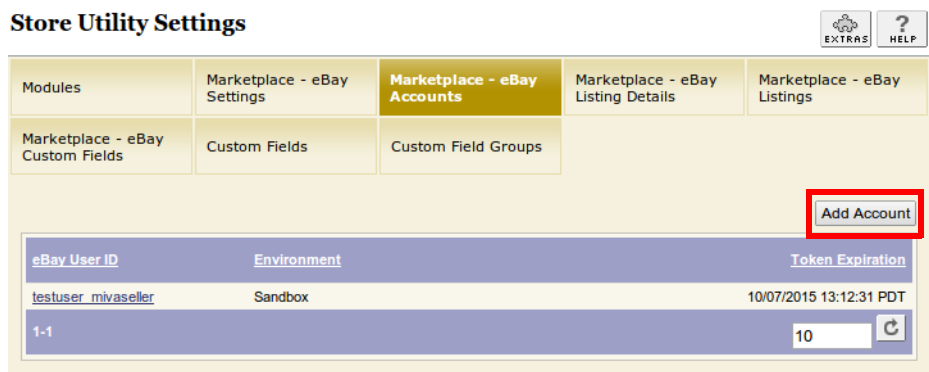 Store Utility Settings
EXTRAS
?
HELP
Modules
Marketplace - eBay
Settings
Marketplace - eBay
Accounts
Marketplace - eBay
Listing Details
Marketplace - eBay
Listings
Marketplace - eBay
Custom Fields
Custom Fields
Custom Field Groups
Add Account
eBay User ID Environment Token Expiration
testuser_mivaseller Sandbox 10/07/2015 13:12:31 PDT
1-1 10